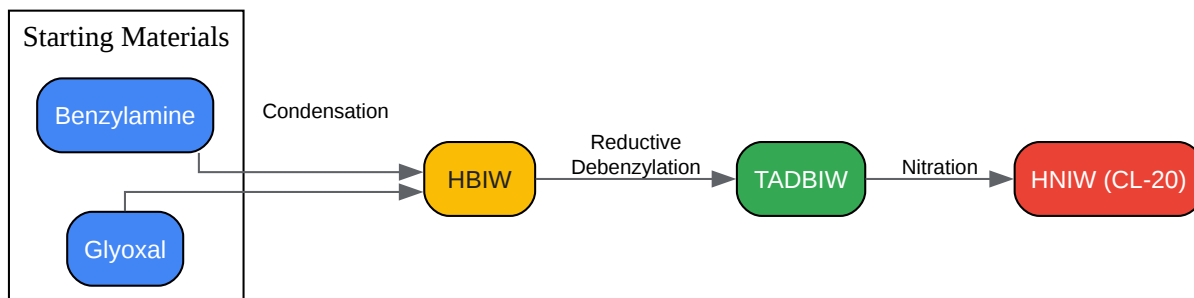 Starting Materials
Benzylamine
Glyoxal
Condensation
HBIW
Reductive
Debenzylation
TADBIW
Nitration
HNIW (CL-20)